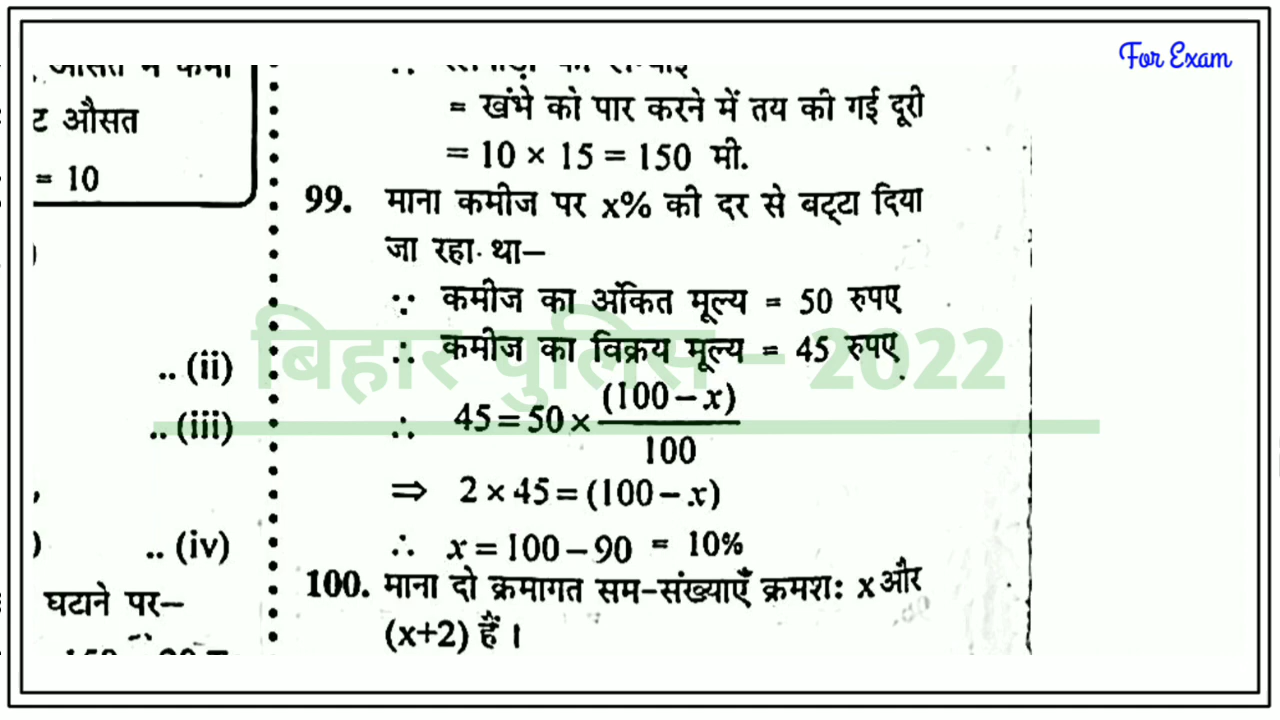 For Exam
औसत में कमी
ट औसत
= 10
.. (ii)
.. (iii)
.. (iv)
घटाने पर–
= खंभे को पार करने में तय की गई दूरी
= 10 × 15 = 150 मी.
99. माना कमीज पर x% की दर से बट्टा दिया
जा रहा था–
∵ कमीज का अंकित मूल्य = 50 रुपए
∴ कमीज का विक्रय मूल्य = 45 रुपए
∴ 45 = 50 × (100 – x) / 100
⇒ 2 × 45 = (100 – x)
∴ x = 100 – 90 = 10%
100. माना दो क्रमागत सम-संख्याएँ क्रमश: x और
(x+2) हैं।
बिहार पुलिस – 2022